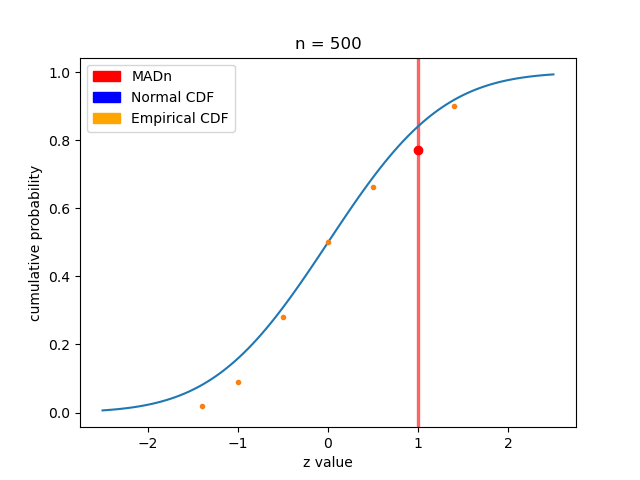 n = 500
MADn
Normal CDF
Empirical CDF
cumulative probability
1.0
0.8
0.6
0.4
0.2
0.0
−2 −1 0 1 2
z value